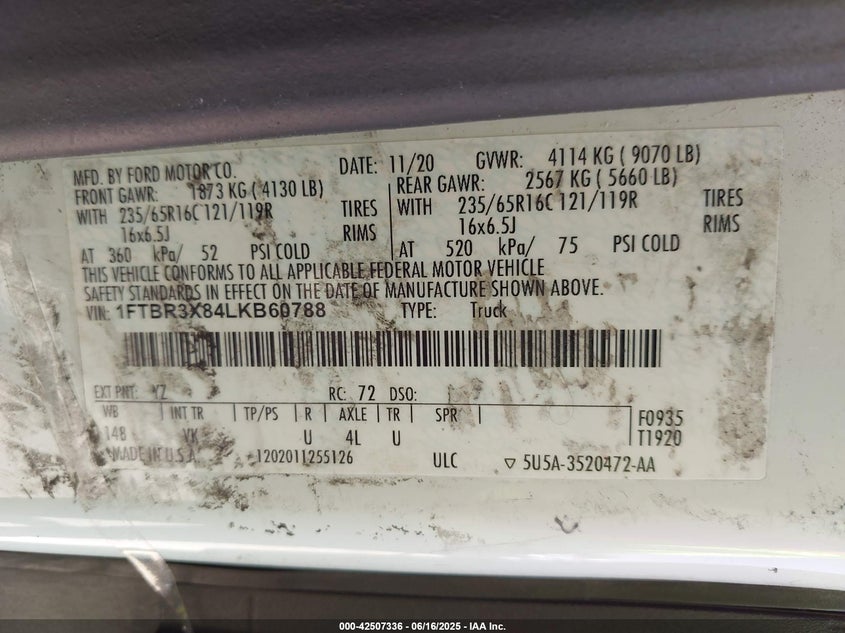 MFD. BY FORD MOTOR CO. DATE: 11/20 GVWR: 4114 KG ( 9070 LB)
FRONT GAWR: 1873 KG ( 4130 LB) REAR GAWR: 2567 KG ( 5660 LB)
WITH 235/65R16C 121/119R TIRES WITH 235/65R16C 121/119R TIRES
16x6.5J RIMS 16x6.5J RIMS
AT 360 kPa/ 52 PSI COLD AT 520 kPa/ 75 PSI COLD
THIS VEHICLE CONFORMS TO ALL APPLICABLE FEDERAL MOTOR VEHICLE
SAFETY STANDARDS IN EFFECT ON THE DATE OF MANUFACTURE SHOWN ABOVE.
VIN: 1FTBR3X84LKB60788 TYPE: Truck
EXT PNT: YZ RC: 72 DSO:
WB INT TR TP/PS R AXLE TR SPR F0935
148 VK U 4L U T1920
MADE IN U.S.A. 1202011255126 ULC ▽ 5U5A-3520472-AA
000-42507336 - 06/16/2025 - IAA Inc.